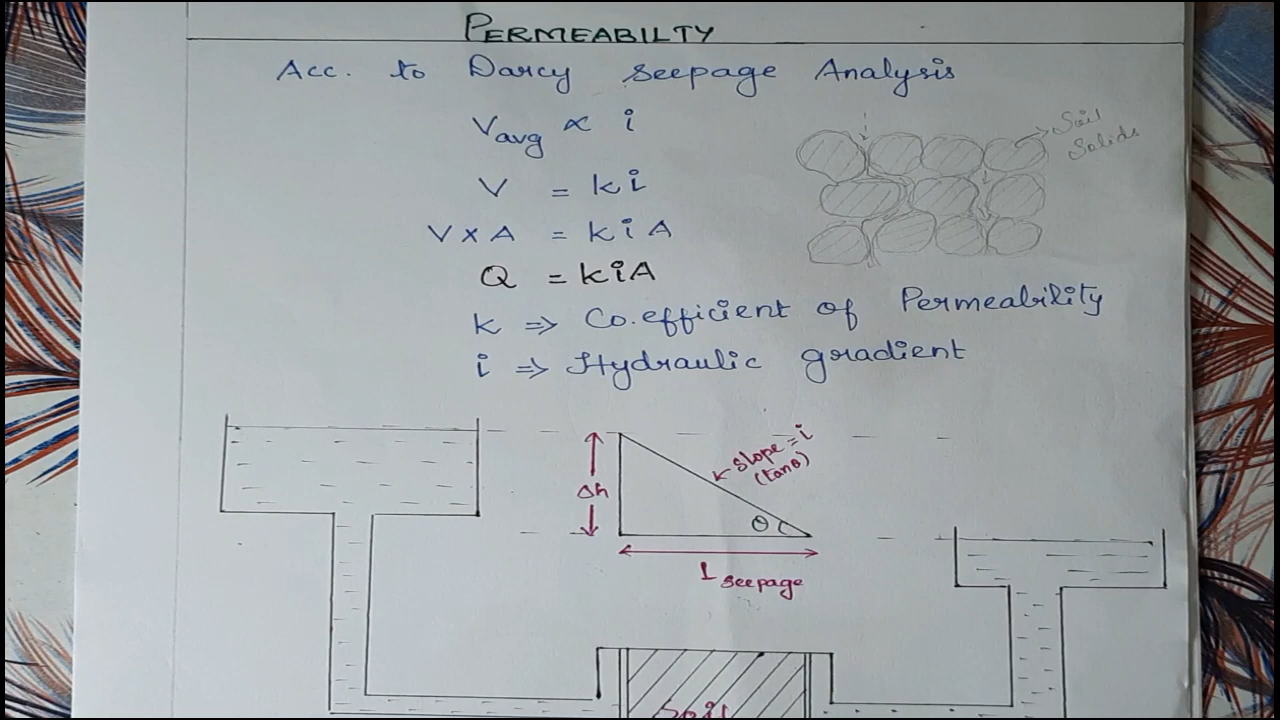 PERMEABILTY
Acc. to Darcy seepage Analysis
Vavg ∝ i
V = ki
V x A = kiA
Q = kiA
k => Co.efficient of Permeability
i => Hydraulic gradient
Soil
Solids
slope = i
(tanθ)
Δh
θ
L seepage
Soil